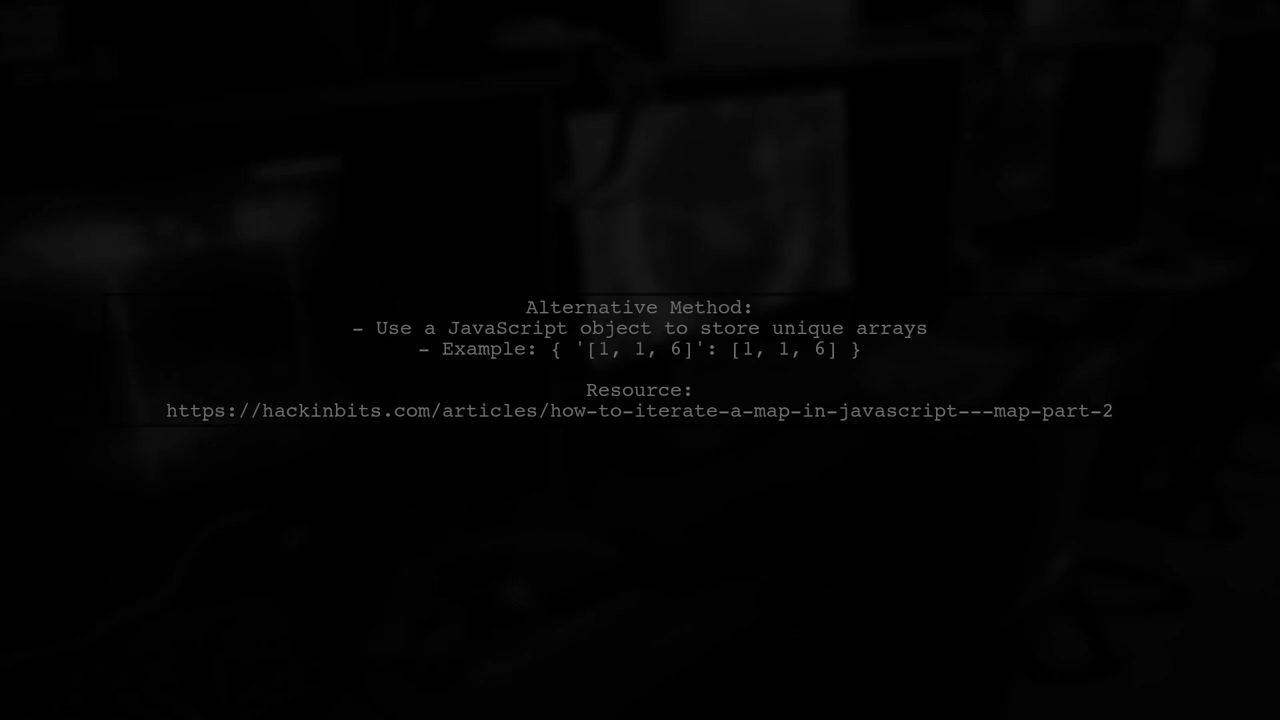 Alternative Method:
- Use a JavaScript object to store unique arrays
- Example: { '[1, 1, 6]': [1, 1, 6] }
Resource:
https://hackinbits.com/articles/how-to-iterate-a-map-in-javascript---map-part-2